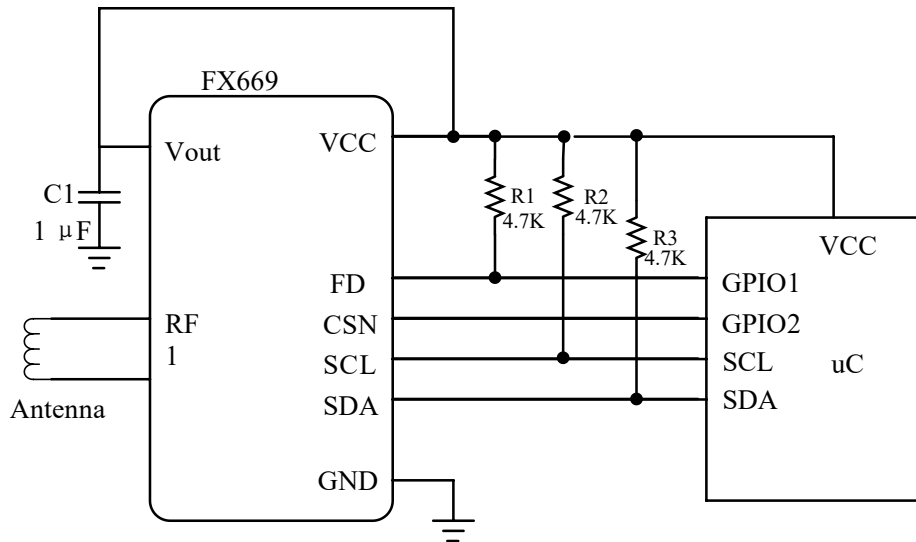 FX669
Vout
VCC
C1
1 μF
R1
4.7K
R2
4.7K
R3
4.7K
VCC
FD
GPIO1
RF
1
CSN
GPIO2
SCL
SCL
uC
Antenna
SDA
SDA
GND